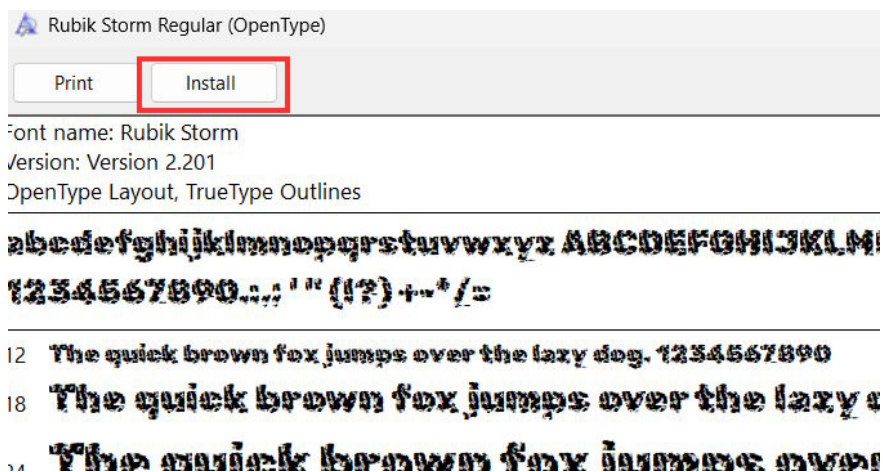 Rubik Storm Regular (OpenType)
Print Install
Font name: Rubik Storm
Version: Version 2.201
OpenType Layout, TrueType Outlines
abcdefghijklmnopqrstuvwxyz ABCDEFGHIJKLM
1234567890.:,; ' " (!?) +-*/=
12 The quick brown fox jumps over the lazy dog. 1234567890
18 The quick brown fox jumps over the lazy
24 The quick brown fox jumps over